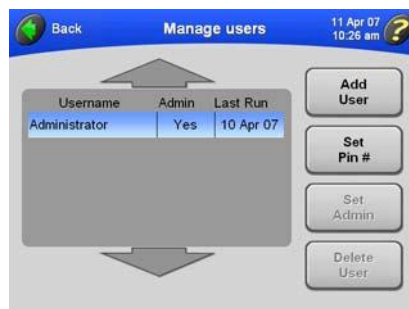 Back
Manage users
11 Apr 07
10:26 am
?
Username Admin Last Run
Administrator Yes 10 Apr 07
Add
User
Set
Pin #
Set
Admin
Delete
User